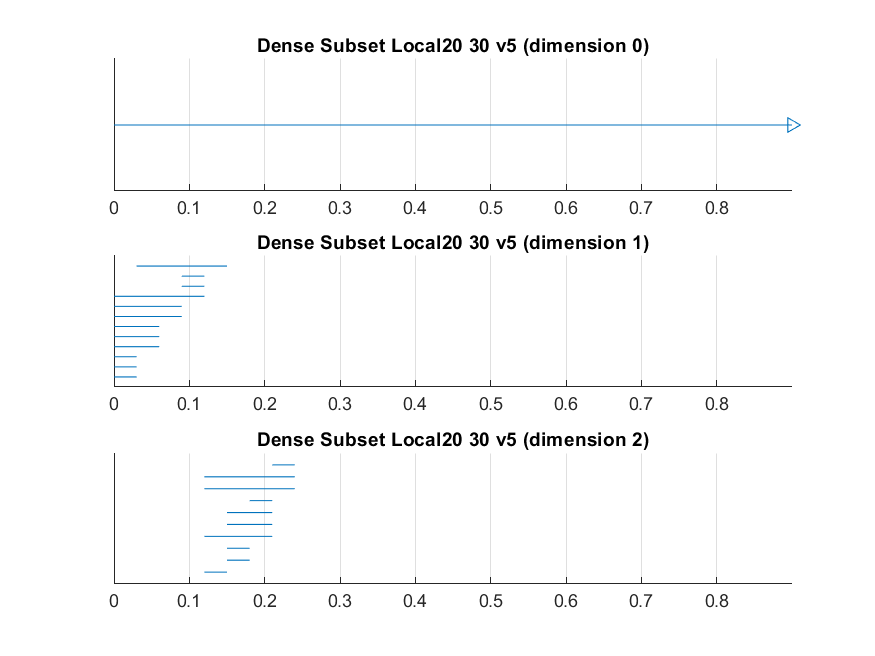 Dense Subset Local20 30 v5 (dimension 0)
0 0.1 0.2 0.3 0.4 0.5 0.6 0.7 0.8
Dense Subset Local20 30 v5 (dimension 1)
0 0.1 0.2 0.3 0.4 0.5 0.6 0.7 0.8
Dense Subset Local20 30 v5 (dimension 2)
0 0.1 0.2 0.3 0.4 0.5 0.6 0.7 0.8